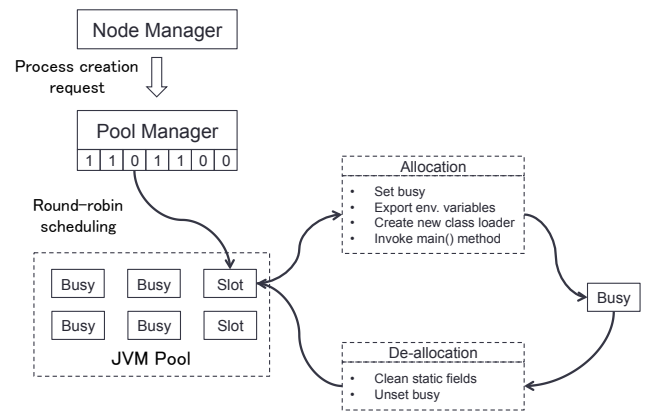 Node Manager
Process creation
request
Pool Manager
1 1 0 1 1 0 0
Round-robin
scheduling
Busy Busy Slot
Busy Busy Slot
JVM Pool
Allocation
• Set busy
• Export env. variables
• Create new class loader
• Invoke main() method
Busy
De-allocation
• Clean static fields
• Unset busy